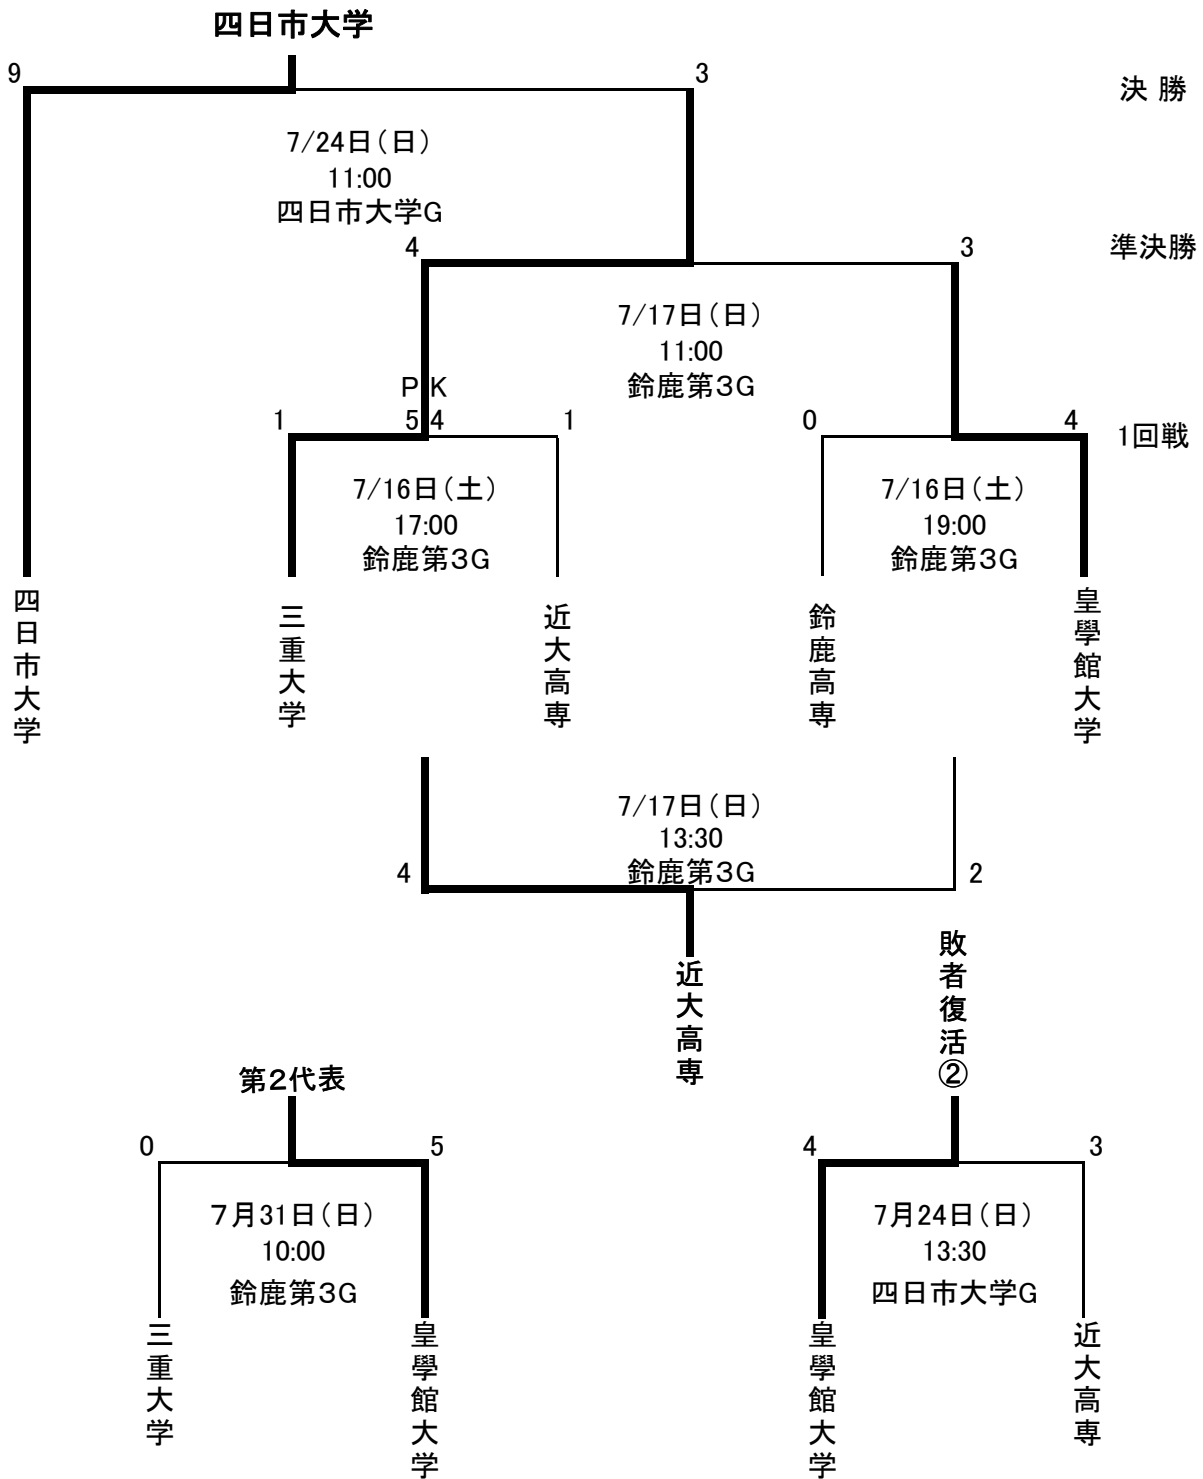 四日市大学
9
3
決 勝
7/24日（日）
11:00
四日市大学G
4
3
準決勝
7/17日（日）
11:00
鈴鹿第３G
PK
1
5
4
1
0
4
1回戦
7/16日（土）
17:00
鈴鹿第３G
7/16日（土）
19:00
鈴鹿第３G
四日市大学
三重大学
近大高専
鈴鹿高専
皇學館大学
7/17日（日）
13:30
鈴鹿第３G
4
2
近大高専
敗者復活②
第２代表
0
5
７月31日（日）
10:00
鈴鹿第３G
三重大学
皇學館大学
4
3
7月24日（日）
13:30
四日市大学G
皇學館大学
近大高専